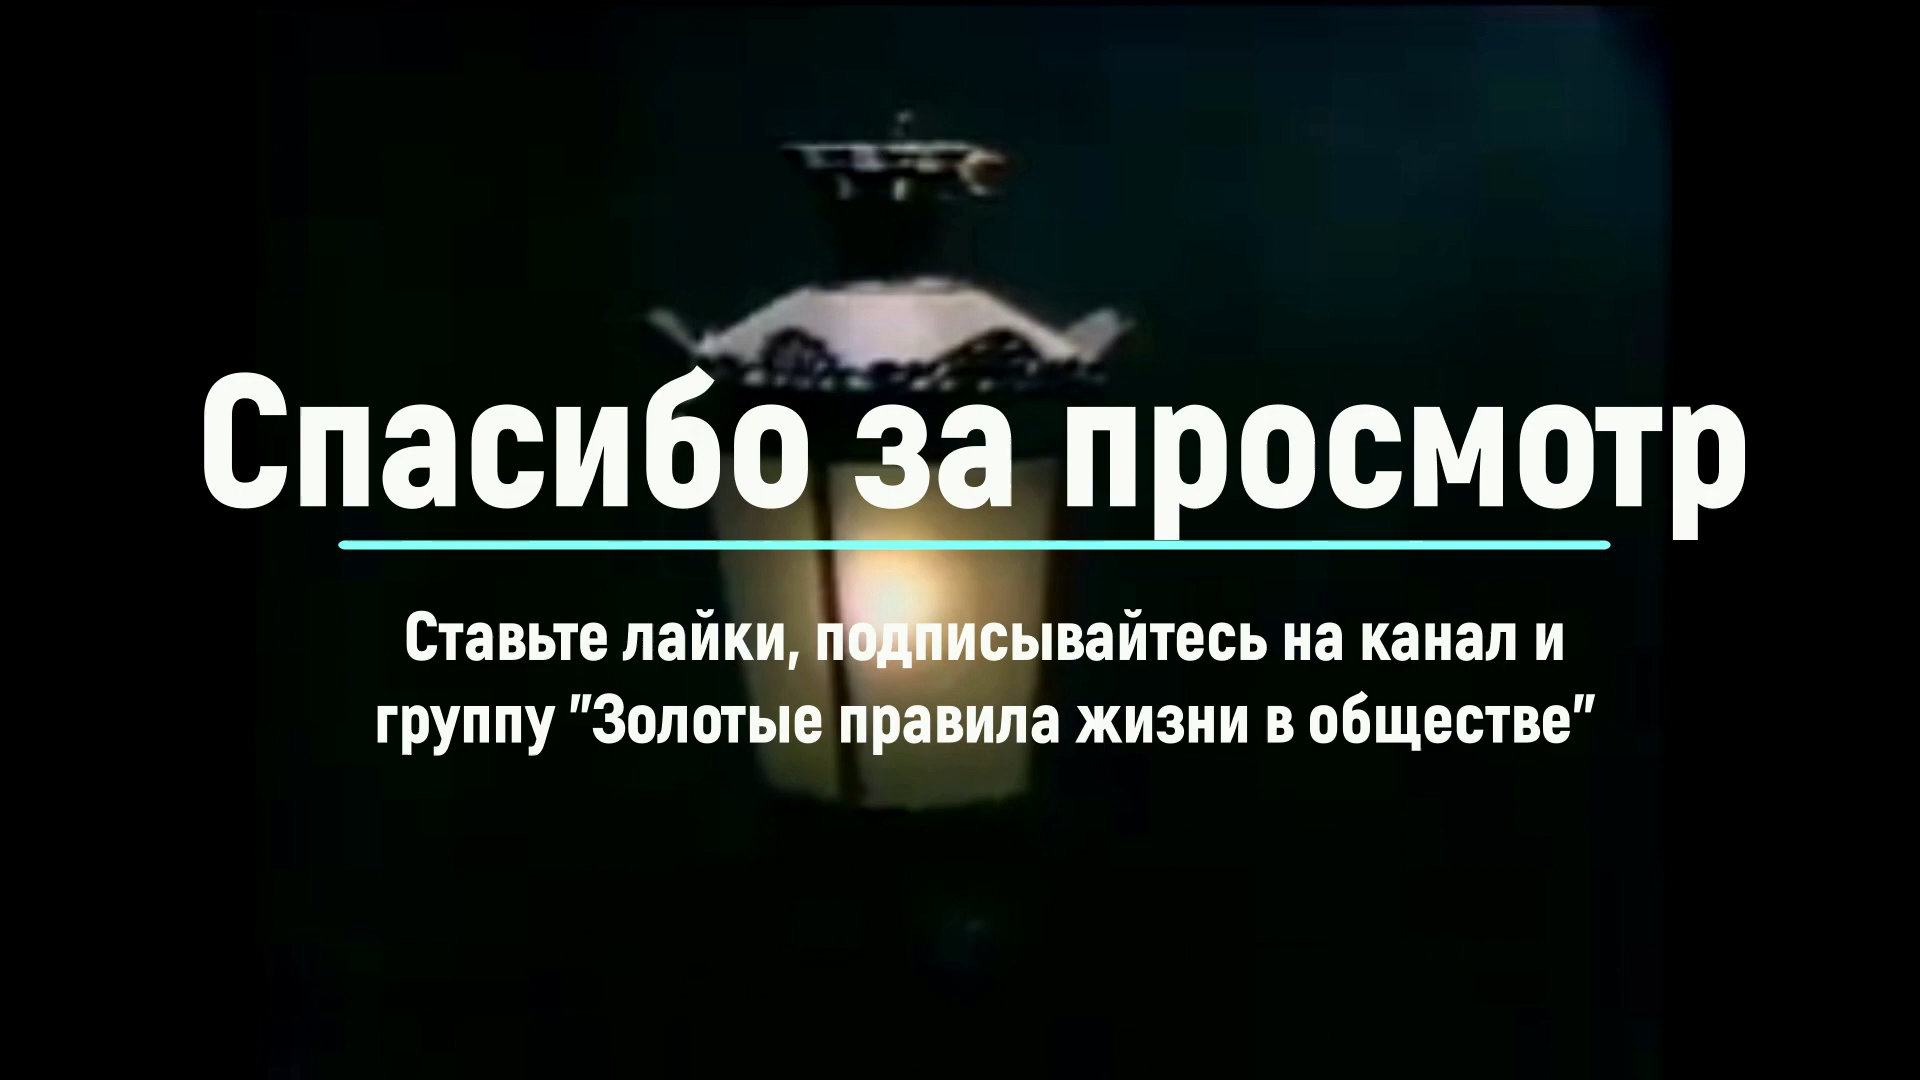 Спасибо за просмотр
Ставьте лайки, подписывайтесь на канал и
группу "Золотые правила жизни в обществе"